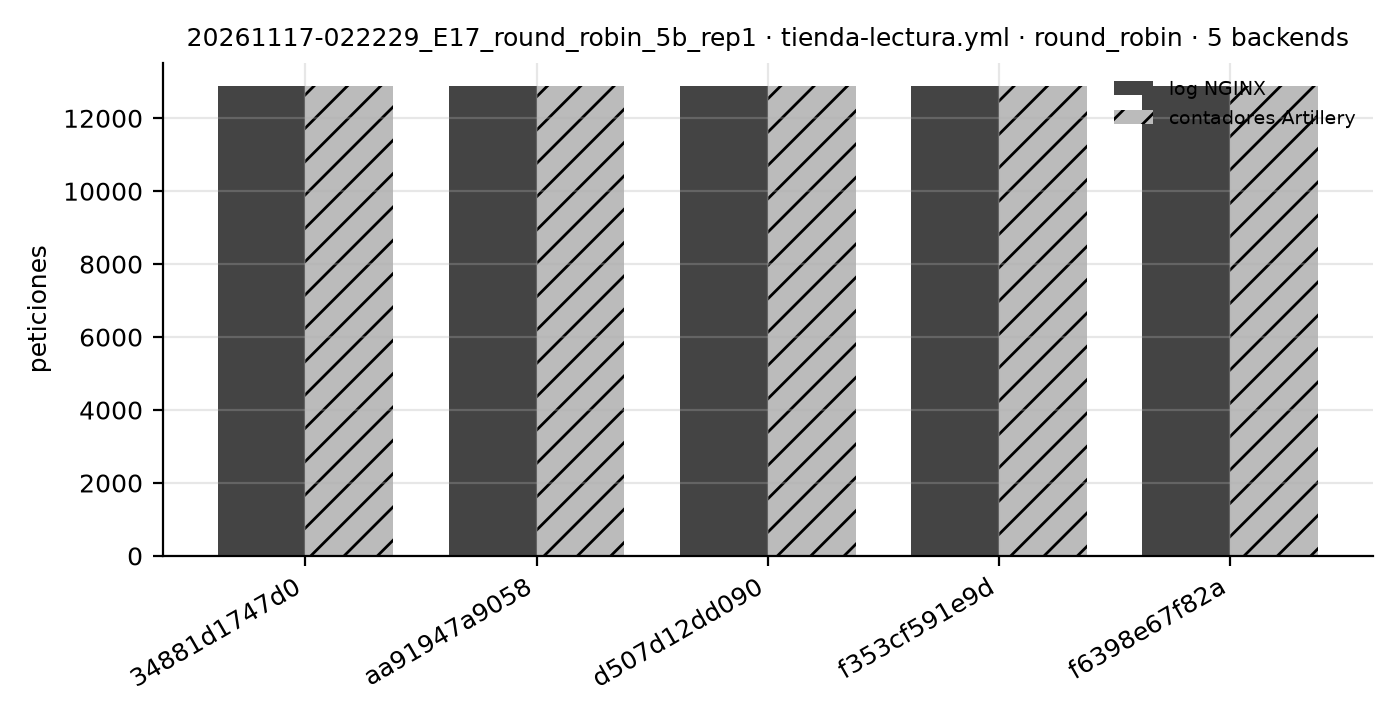 20261117-022229_E17_round_robin_5b_rep1 · tienda-lectura.yml · round_robin · 5 backends
log NGINX
contadores Artillery
12000
10000
8000
6000
4000
2000
0
peticiones
34881d1747d0
aa91947a9058
d507d12dd090
f353cf591e9d
f6398e67f82a